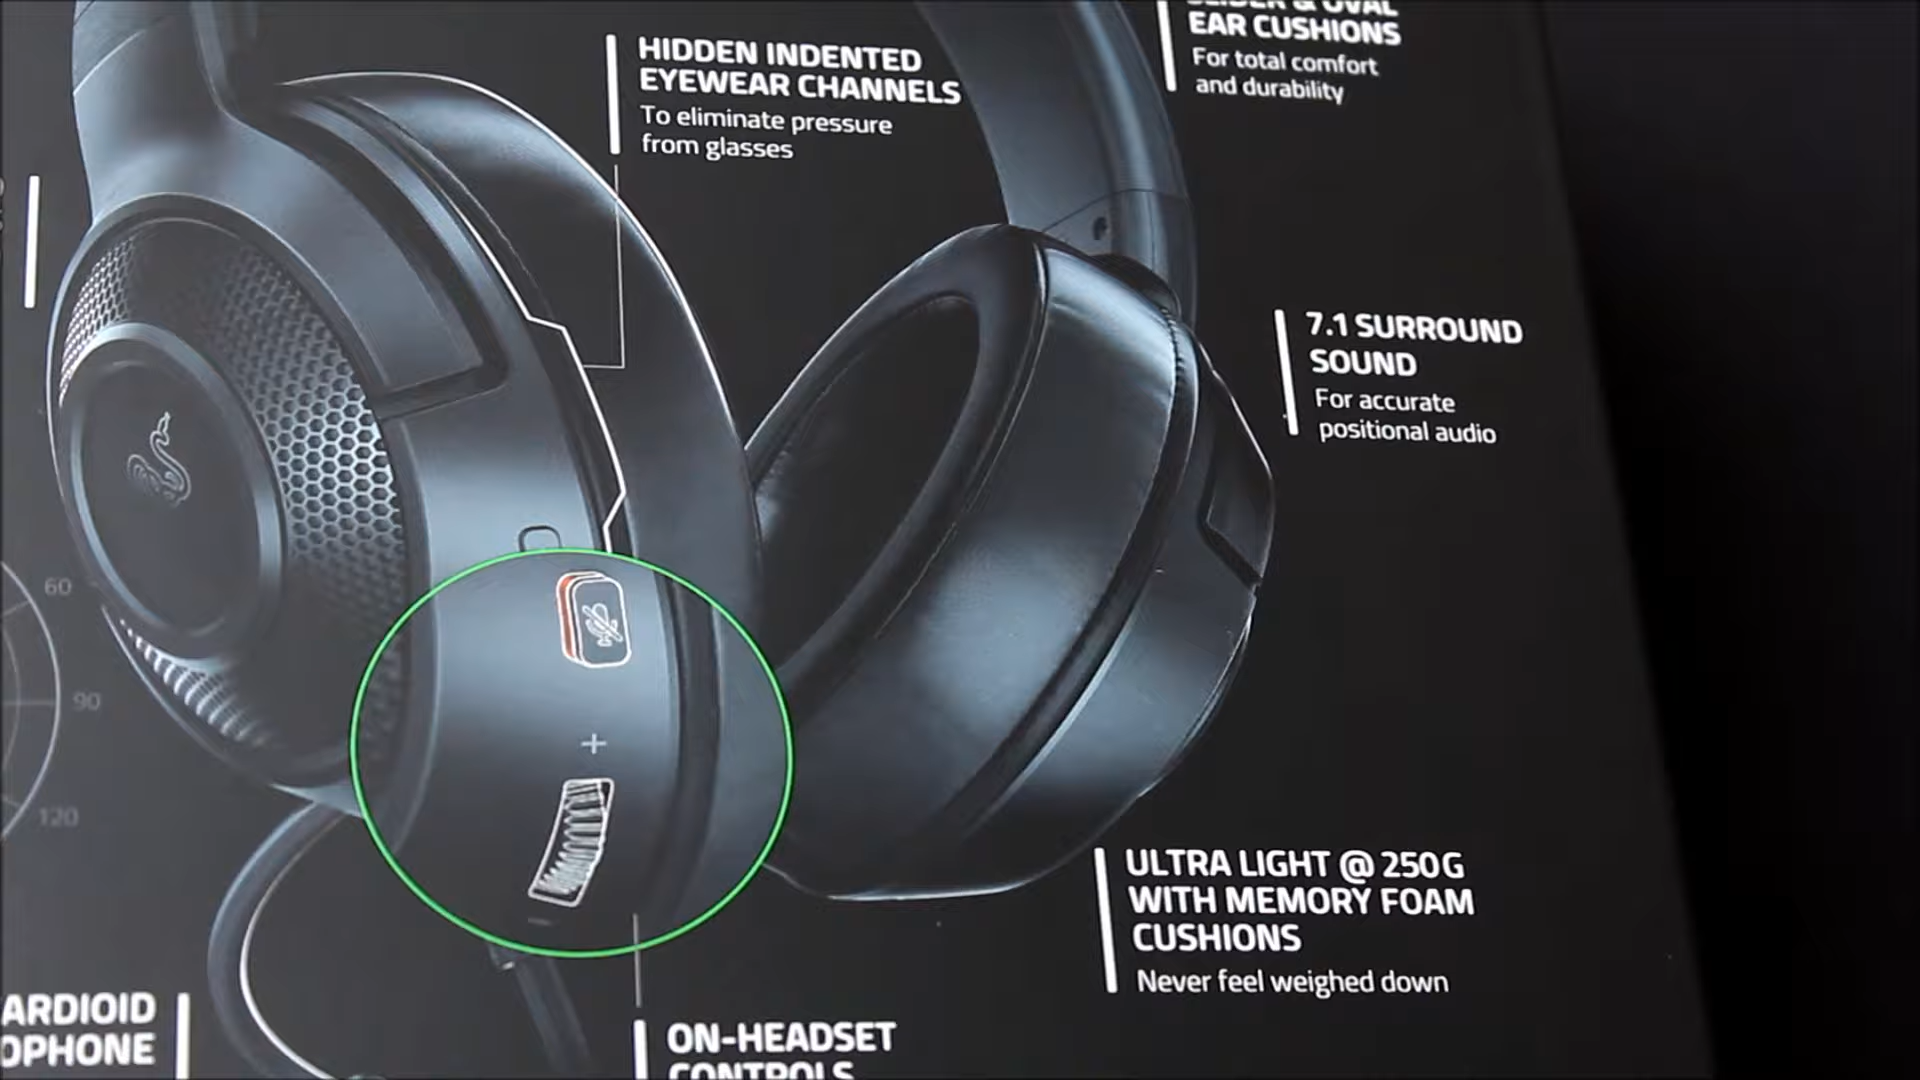 EAR CUSHIONS
For total comfort
and durability
HIDDEN INDENTED
EYEWEAR CHANNELS
To eliminate pressure
from glasses
7.1 SURROUND
SOUND
For accurate
positional audio
60
90
120
+
ULTRA LIGHT @ 250G
WITH MEMORY FOAM
CUSHIONS
Never feel weighed down
ARDIOID
OPHONE
ON-HEADSET
CONTROLS